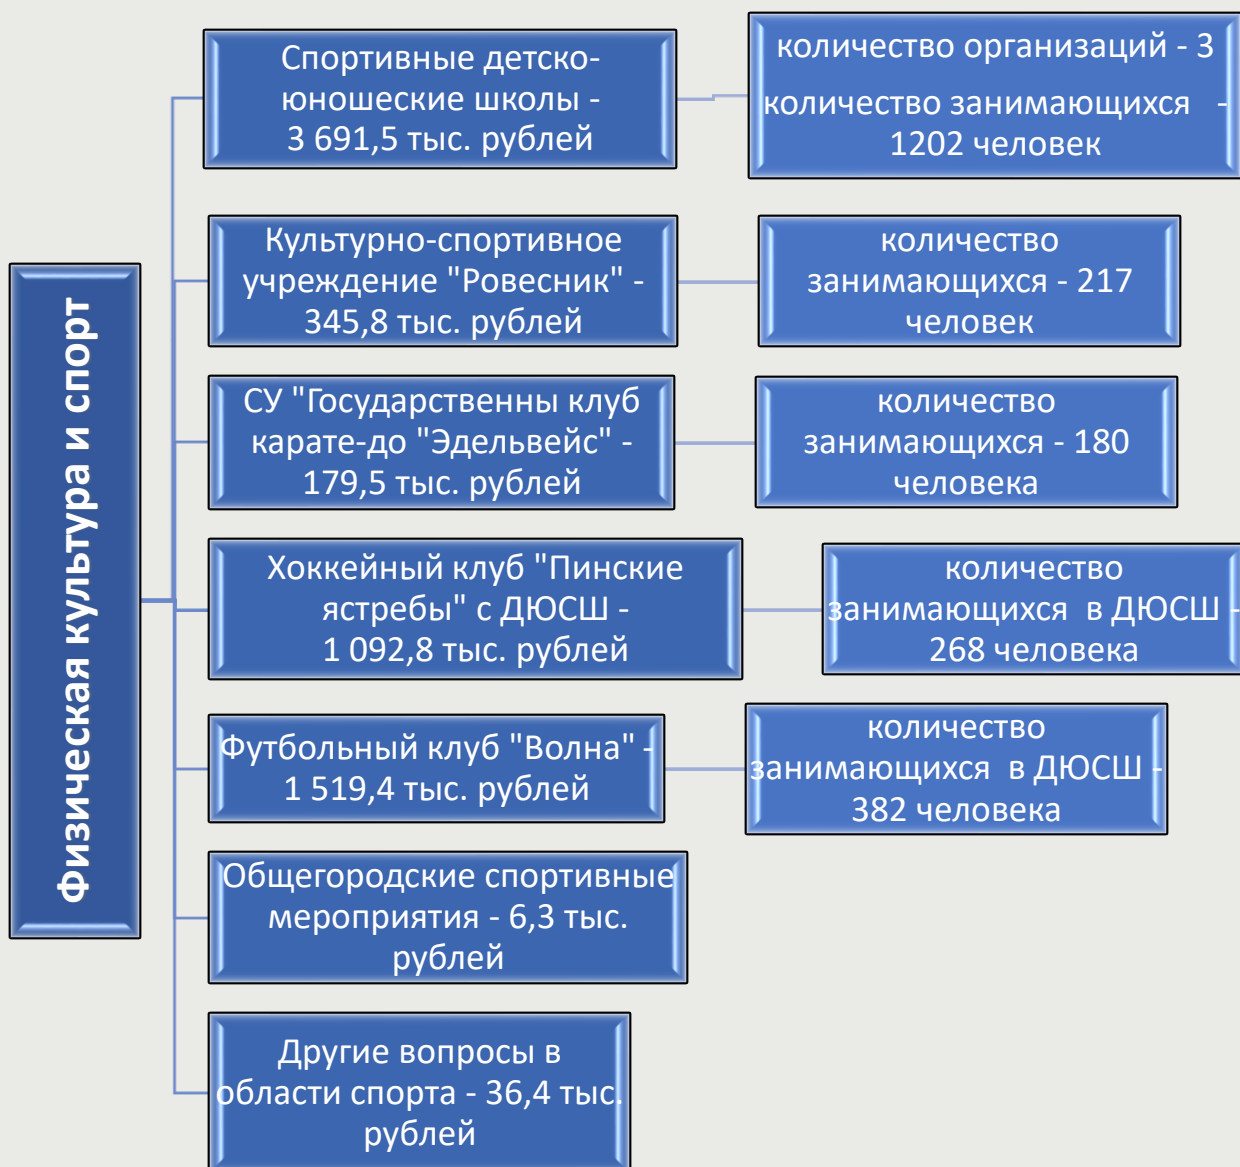 Физическая культура и спорт
Спортивные детско-
юношеские школы -
3 691,5 тыс. рублей
количество организаций - 3
количество занимающихся -
1202 человек
Культурно-спортивное
учреждение "Ровесник" -
345,8 тыс. рублей
количество
занимающихся - 217
человек
СУ "Государственны клуб
карате-до "Эдельвейс" -
179,5 тыс. рублей
количество
занимающихся - 180
человека
Хоккейный клуб "Пинские
ястребы" с ДЮСШ -
1 092,8 тыс. рублей
количество
занимающихся в ДЮСШ -
268 человека
Футбольный клуб "Волна" -
1 519,4 тыс. рублей
количество
занимающихся в ДЮСШ -
382 человека
Общегородские спортивные
мероприятия - 6,3 тыс.
рублей
Другие вопросы в
области спорта - 36,4 тыс.
рублей